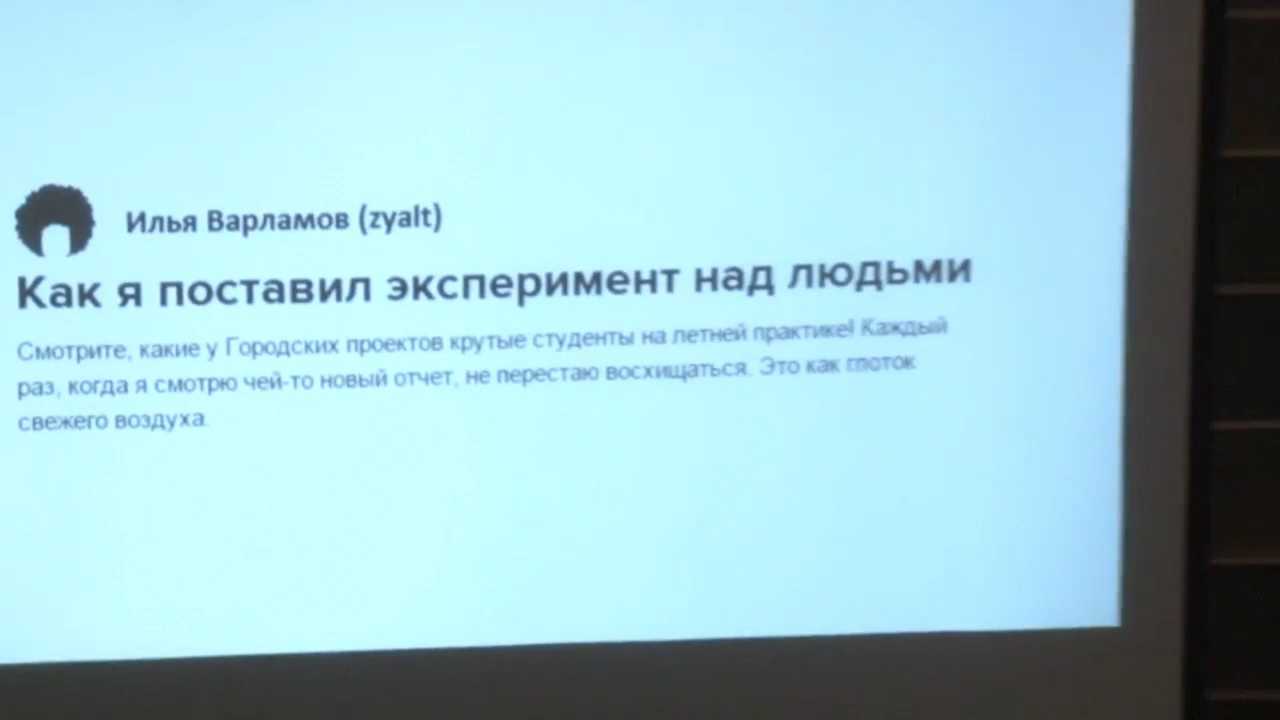 Илья Варламов (zyalt)
Как я поставил эксперимент над людьми
Смотрите, какие у Городских проектов крутые студенты на летней практике! Каждый
раз, когда я смотрю чей-то новый отчет, не перестаю восхищаться. Это как глоток
свежего воздуха.